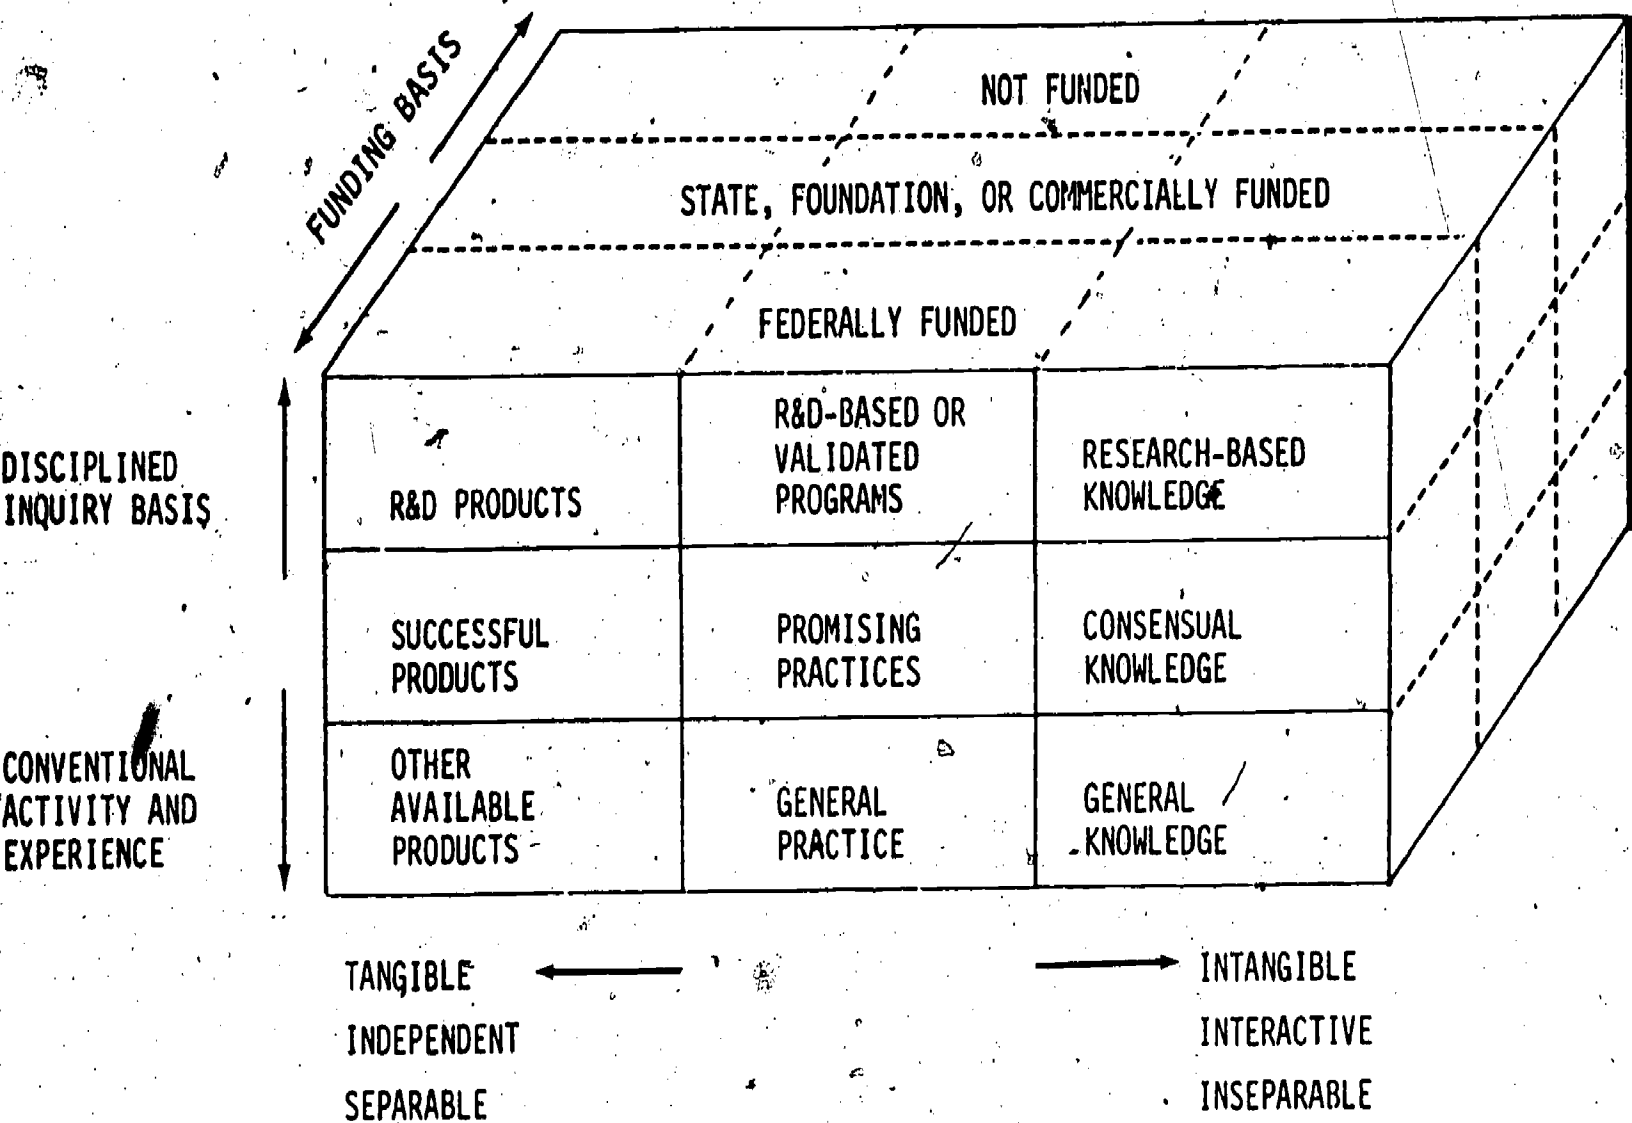 FUNDING BASIS
NOT FUNDED
STATE, FOUNDATION, OR COMMERCIALLY FUNDED
FEDERALLY FUNDED
DISCIPLINED
INQUIRY BASIS
R&D PRODUCTS
R&D-BASED OR
VALIDATED
PROGRAMS
RESEARCH-BASED
KNOWLEDGE
SUCCESSFUL
PRODUCTS
PROMISING
PRACTICES
CONSENSUAL
KNOWLEDGE
CONVENTIONAL
ACTIVITY AND
EXPERIENCE
OTHER
AVAILABLE
PRODUCTS
GENERAL
PRACTICE
GENERAL
KNOWLEDGE
TANGIBLE
INDEPENDENT
SEPARABLE
INTANGIBLE
INTERACTIVE
INSEPARABLE